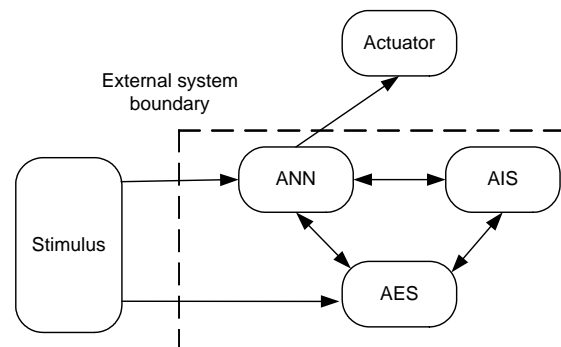 Actuator
External system
boundary
ANN
AIS
Stimulus
AES